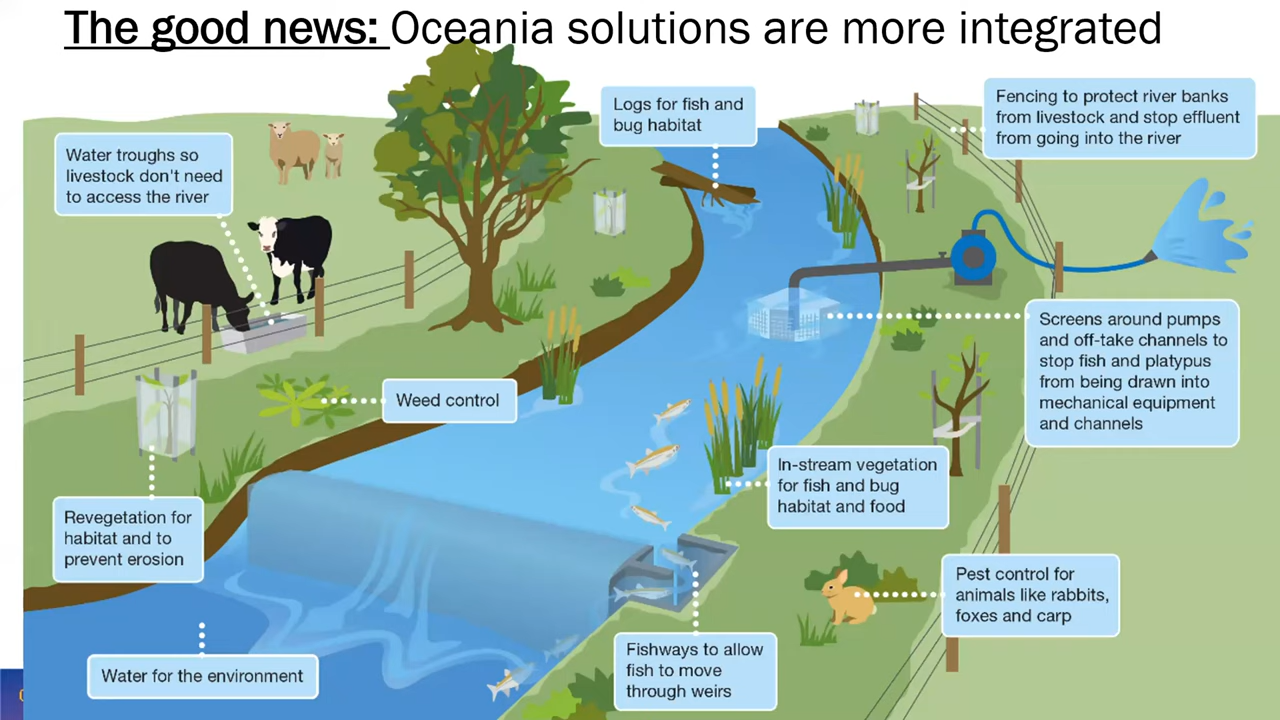 The good news: Oceania solutions are more integrated
Logs for fish and
bug habitat
Fencing to protect river banks
from livestock and stop effluent
from going into the river
Water troughs so
livestock don't need
to access the river
Screens around pumps
and off-take channels to
stop fish and platypus
from being drawn into
mechanical equipment
and channels
Weed control
In-stream vegetation
for fish and bug
habitat and food
Revegetation for
habitat and to
prevent erosion
Pest control for
animals like rabbits,
foxes and carp
Fishways to allow
fish to move
through weirs
Water for the environment